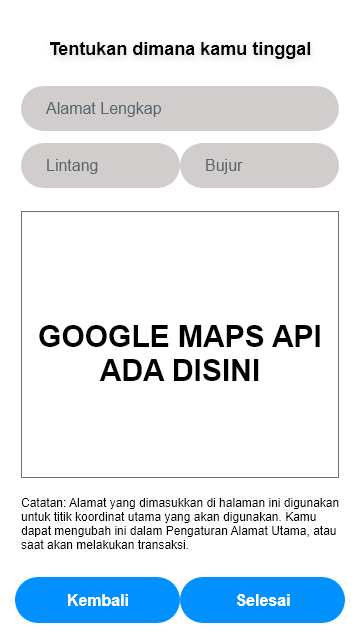 Tentukan dimana kamu tinggal
Alamat Lengkap
Lintang
Bujur
GOOGLE MAPS API
ADA DISINI
Catatan: Alamat yang dimasukkan di halaman ini digunakan
untuk titik koordinat utama yang akan digunakan. Kamu
dapat mengubah ini dalam Pengaturan Alamat Utama, atau
saat akan melakukan transaksi.
Kembali
Selesai